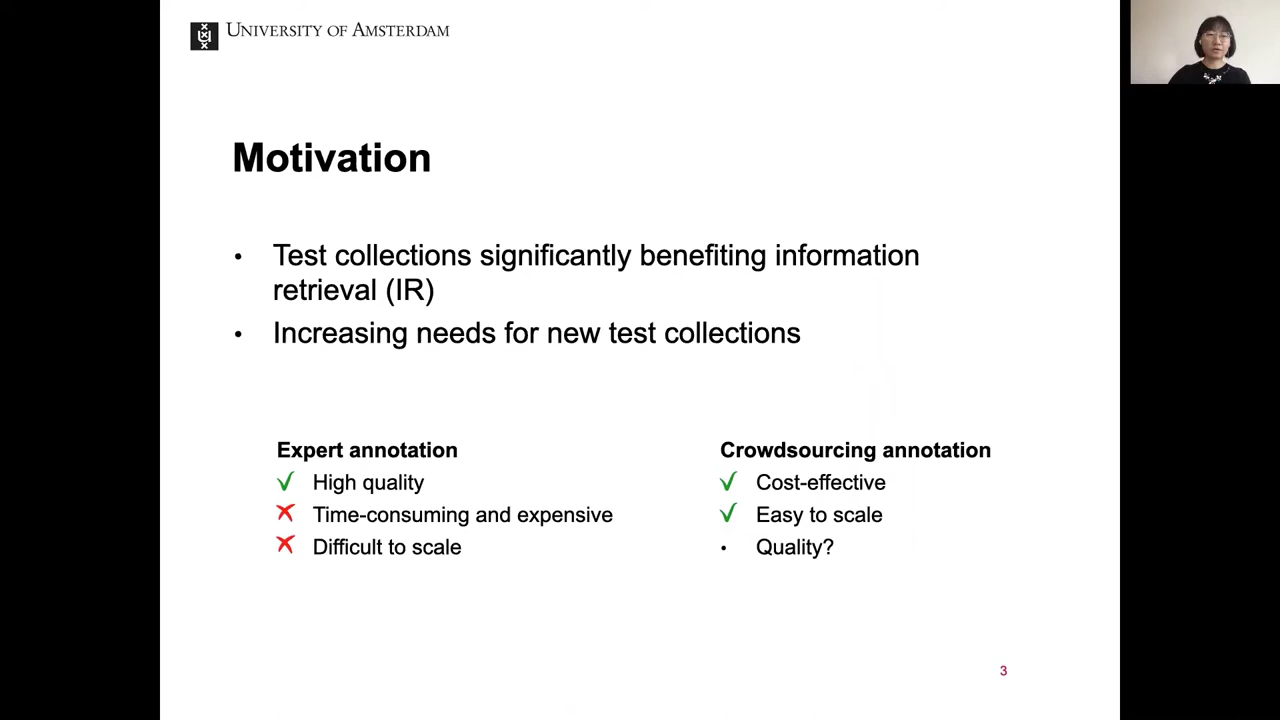 UNIVERSITY OF AMSTERDAM
Motivation
• Test collections significantly benefiting information
retrieval (IR)
• Increasing needs for new test collections
Expert annotation
✓ High quality
✗ Time-consuming and expensive
✗ Difficult to scale
Crowdsourcing annotation
✓ Cost-effective
✓ Easy to scale
• Quality?
3